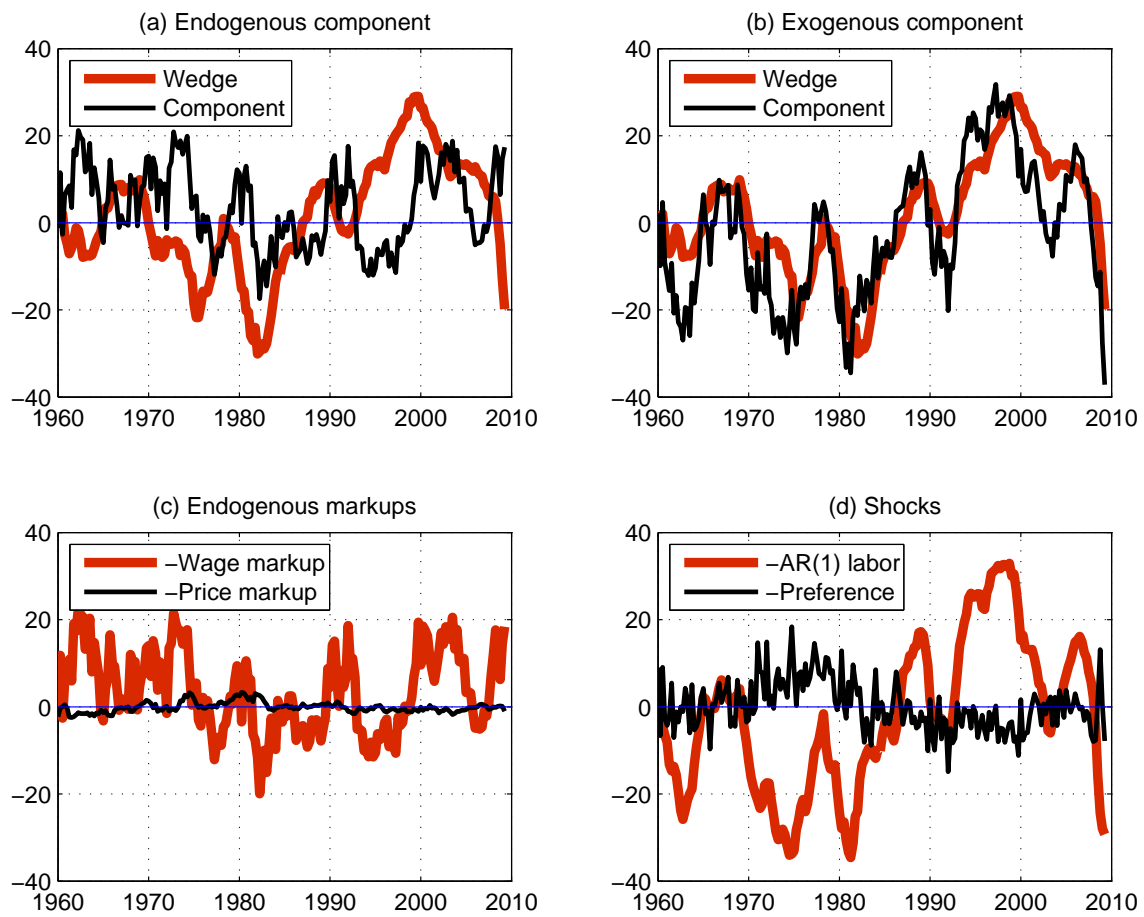 (a) Endogenous component
40
20
0
−20
−40
Wedge
Component
1960 1970 1980 1990 2000 2010
(b) Exogenous component
40
20
0
−20
−40
Wedge
Component
1960 1970 1980 1990 2000 2010
(c) Endogenous markups
40
20
0
−20
−40
−Wage markup
−Price markup
1960 1970 1980 1990 2000 2010
(d) Shocks
40
20
0
−20
−40
−AR(1) labor
−Preference
1960 1970 1980 1990 2000 2010